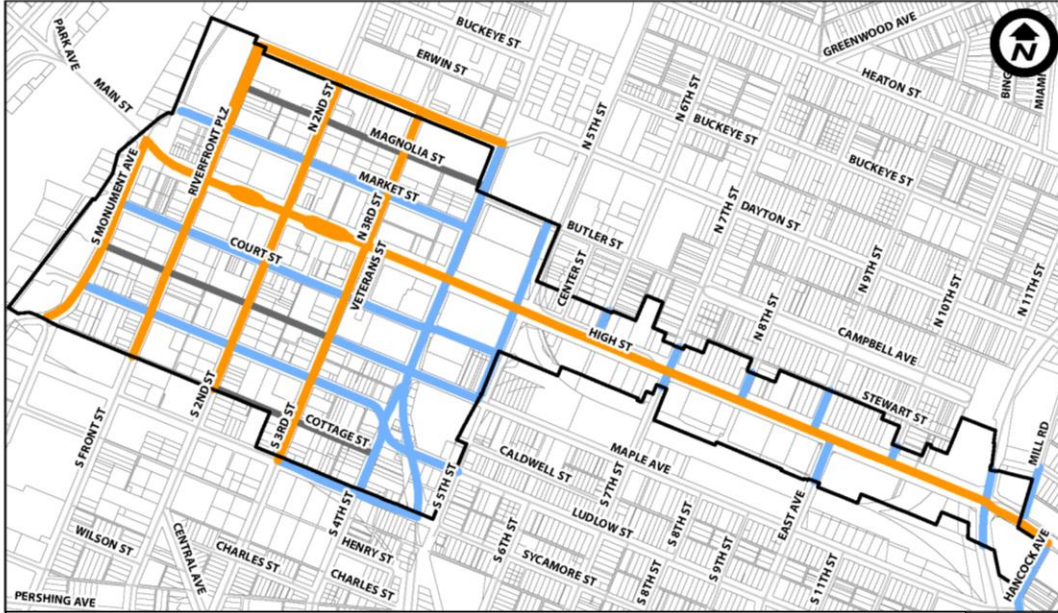 PARK AVE
BUCKEYE ST
GREENWOOD AVE
N
ERWIN ST
MAIN ST
HEATON ST
MIAMI
N 2ND ST
N 5TH ST
N 6TH ST
RIVERFRONT PLZ
MAGNOLIA ST
BUCKEYE ST
BUCKEYE ST
MARKET ST
N 3RD ST
DAYTON ST
N 7TH ST
S MONUMENT AVE
COURT ST
BUTLER ST
CENTER ST
VETERANS ST
N 9TH ST
N 10TH ST
N 11TH ST
N 8TH ST
CAMPBELL AVE
HIGH ST
S 2ND ST
STEWART ST
S 3RD ST
COTTAGE ST
S FRONT ST
MAPLE AVE
MILL RD
CALDWELL ST
S 7TH ST
S 5TH ST
S 4TH ST
LUDLOW ST
EAST AVE
S 8TH ST
WILSON ST
CENTRAL AVE
HENRY ST
S 6TH ST
SYCAMORE ST
S 9TH ST
S 11TH ST
CHARLES ST
CHARLES ST
S 8TH ST
HANCOCK AVE
PERSHING AVE